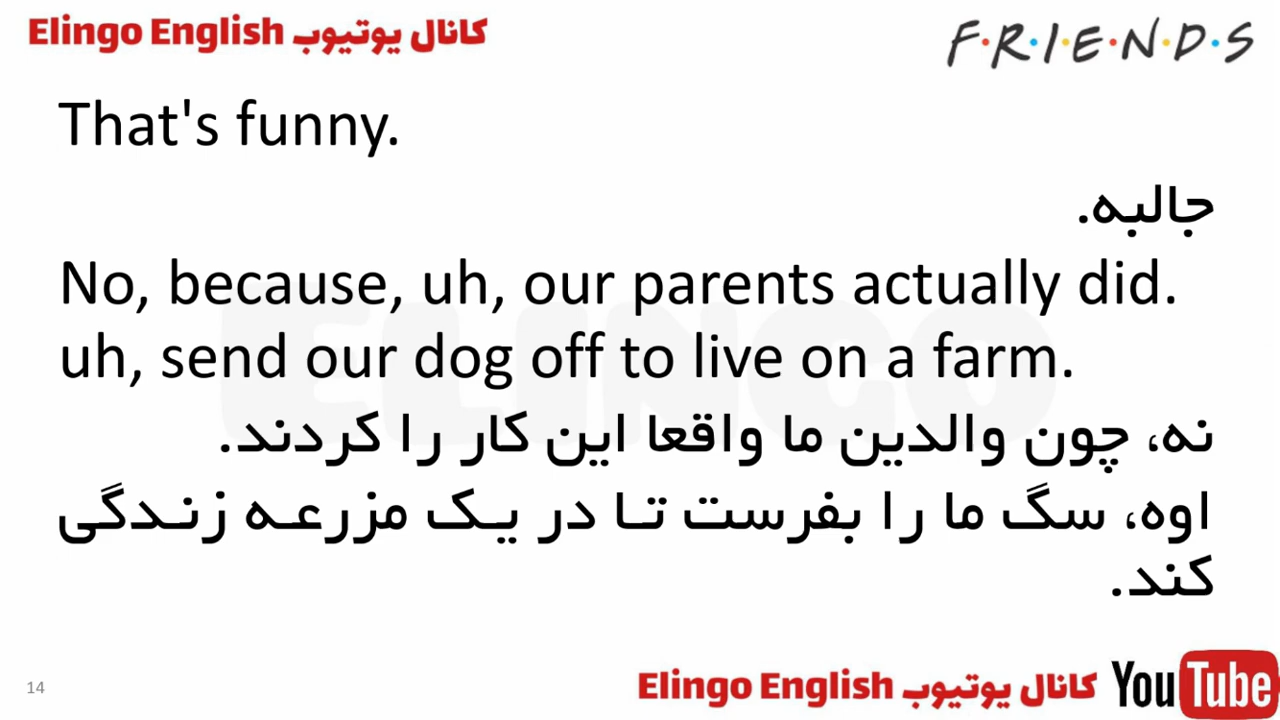 Elingo English کانال یوتیوب
F·R·I·E·N·D·S
That's funny.
جالبه.
No, because, uh, our parents actually did.
uh, send our dog off to live on a farm.
نه، چون والدین ما واقعا این کار را کردند.
اوه، سگ ما را بفرست تا در یک مزرعه زندگی
کند.
ELINGO
14
Elingo English کانال یوتیوب
YouTube